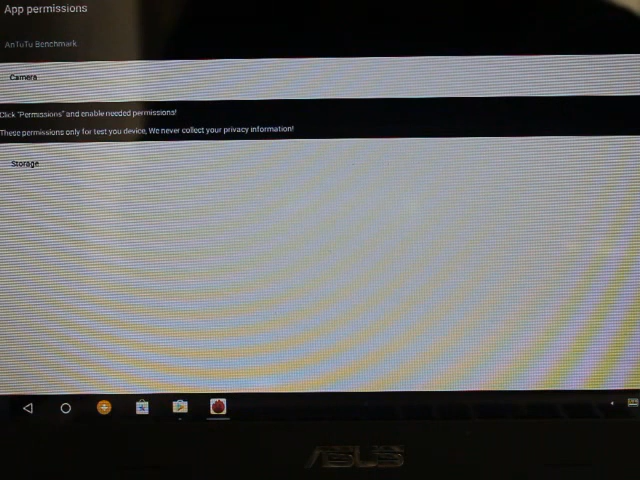 App permissions
AnTuTu Benchmark
Camera
Click "Permissions" and enable needed permissions!
These permissions only for test you device, We never collect your privacy information!
Storage
ASUS